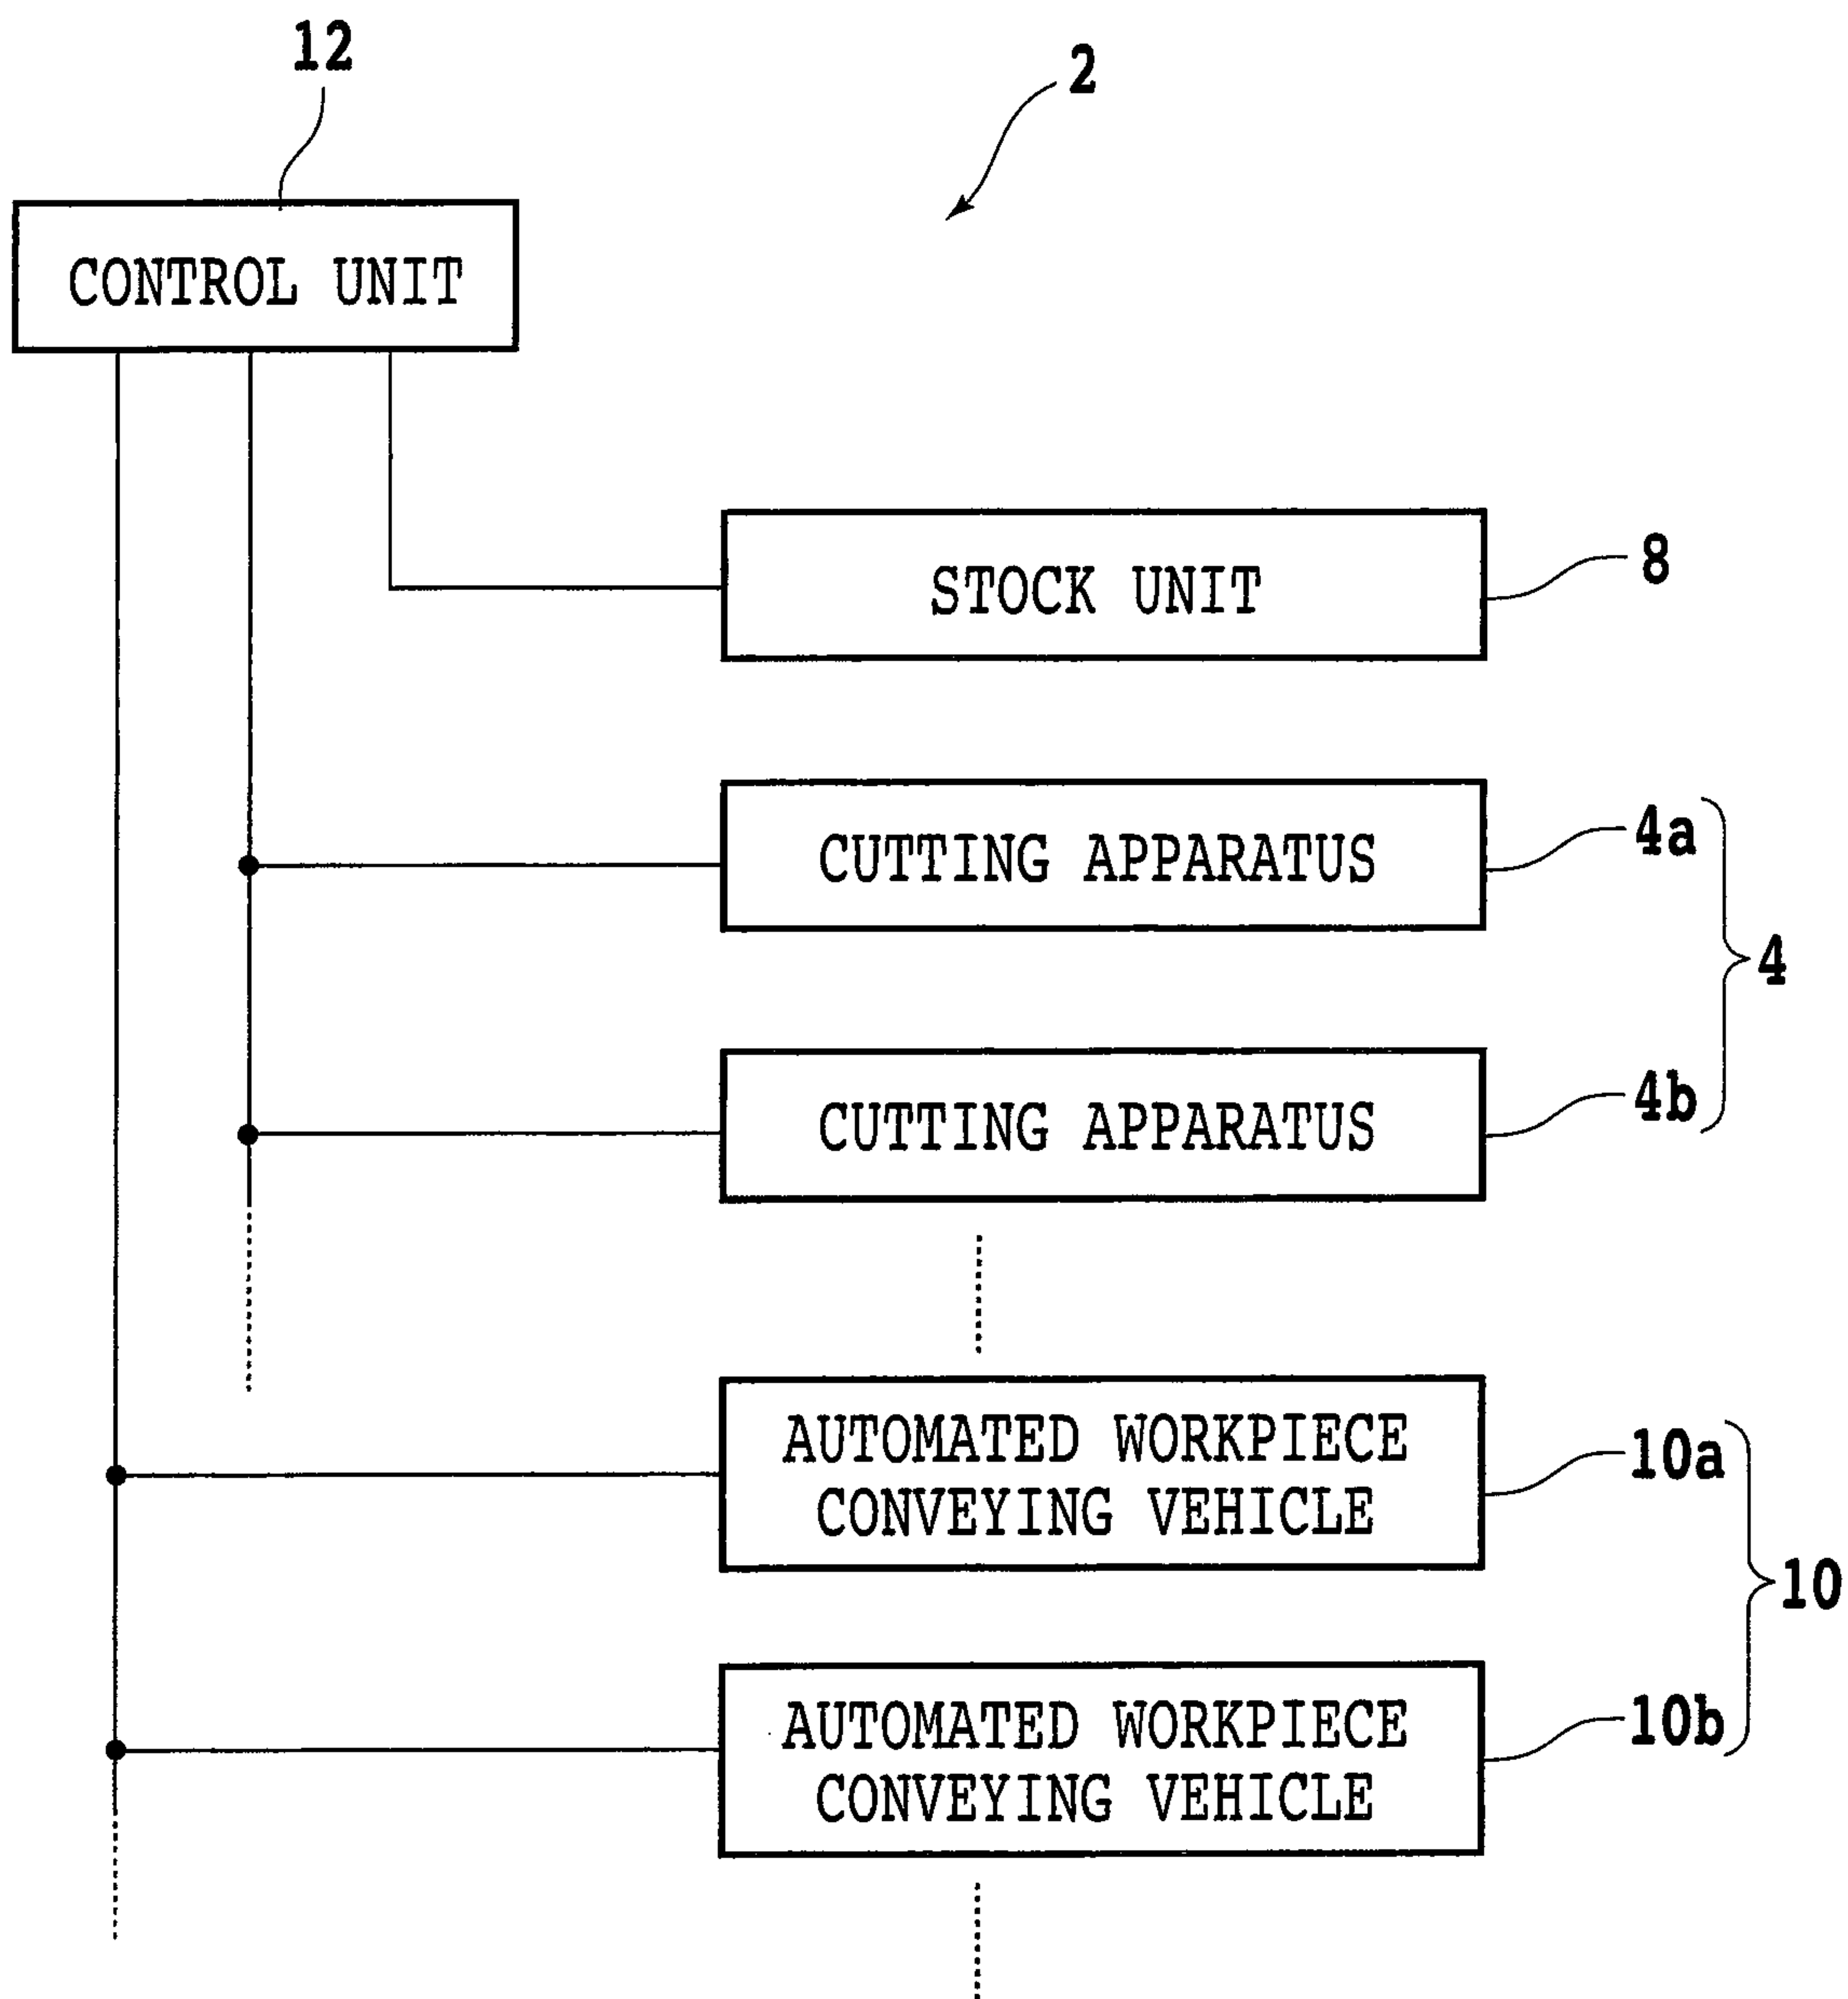 12
2
CONTROL UNIT
STOCK UNIT
8
CUTTING APPARATUS
4a
4
CUTTING APPARATUS
4b
AUTOMATED WORKPIECE
CONVEYING VEHICLE
10a
10
AUTOMATED WORKPIECE
CONVEYING VEHICLE
10b